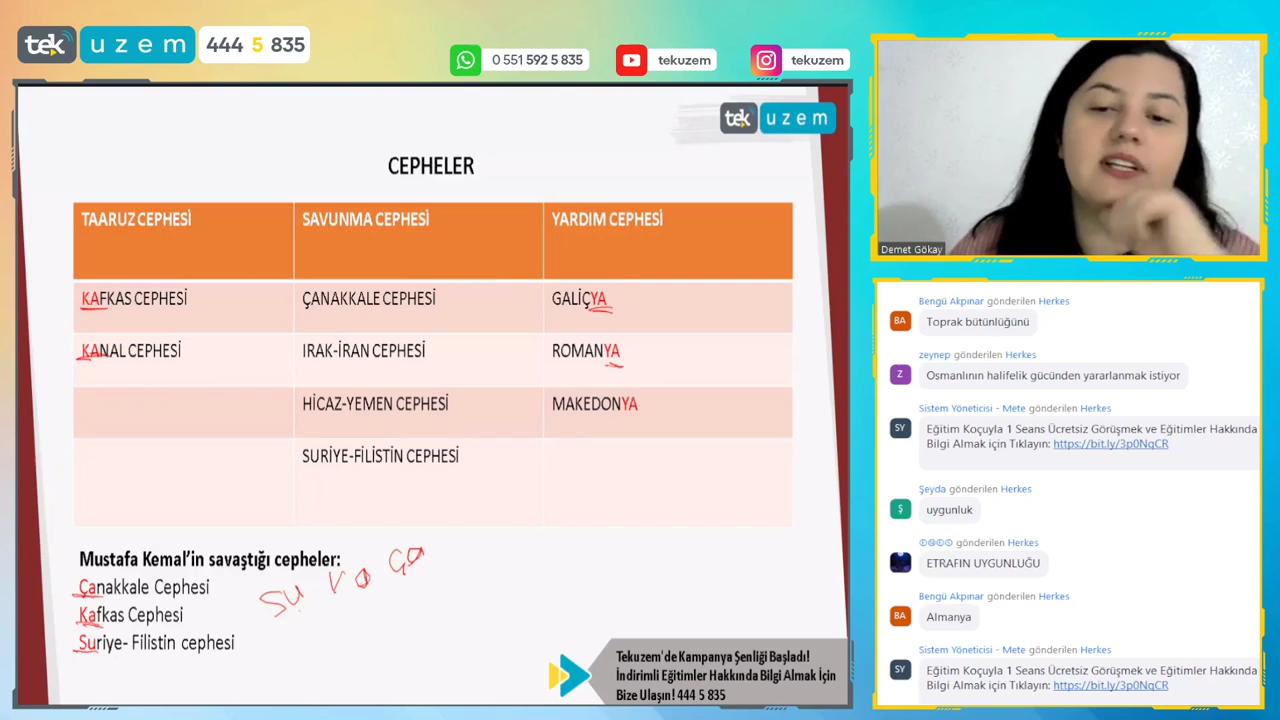 tek uzem 444 5 835
0 551 592 5 835
tekuzem
tekuzem
tek uzem
CEPHELER
TAARUZ CEPHESİ SAVUNMA CEPHESİ YARDIM CEPHESİ
KAFKAS CEPHESİ ÇANAKKALE CEPHESİ GALİÇYA
KANAL CEPHESİ IRAK-İRAN CEPHESİ ROMANYA
HİCAZ-YEMEN CEPHESİ MAKEDONYA
SURİYE-FİLİSTİN CEPHESİ
Mustafa Kemal'in savaştığı cepheler:
Çanakkale Cephesi
Kafkas Cephesi
Suriye- Filistin cephesi
Su Ka Ça
Tekuzem'de Kampanya Şenliği Başladı!
İndirimli Eğitimler Hakkında Bilgi Almak İçin
Bize Ulaşın! 444 5 835
Demet Gökay
Bengü Akpınar gönderilen Herkes
BA Toprak bütünlüğünü
zeynep gönderilen Herkes
Z Osmanlının halifelik gücünden yararlanmak istiyor
Sistem Yöneticisi - Mete gönderilen Herkes
SY Eğitim Koçuyla 1 Seans Ücretsiz Görüşmek ve Eğitimler Hakkında
Bilgi Almak için Tıklayın: https://bit.ly/3p0NqCR
Şeyda gönderilen Herkes
Ş uygunluk
gönderilen Herkes
ETRAFIN UYGUNLUĞU
Bengü Akpınar gönderilen Herkes
BA Almanya
Sistem Yöneticisi - Mete gönderilen Herkes
SY Eğitim Koçuyla 1 Seans Ücretsiz Görüşmek ve Eğitimler Hakkında
Bilgi Almak için Tıklayın: https://bit.ly/3p0NqCR